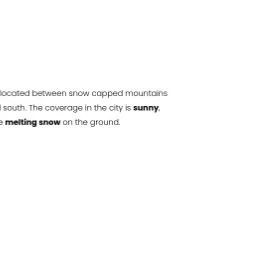 located between snow capped mountains
south. The coverage in the city is sunny,
melting snow on the ground.